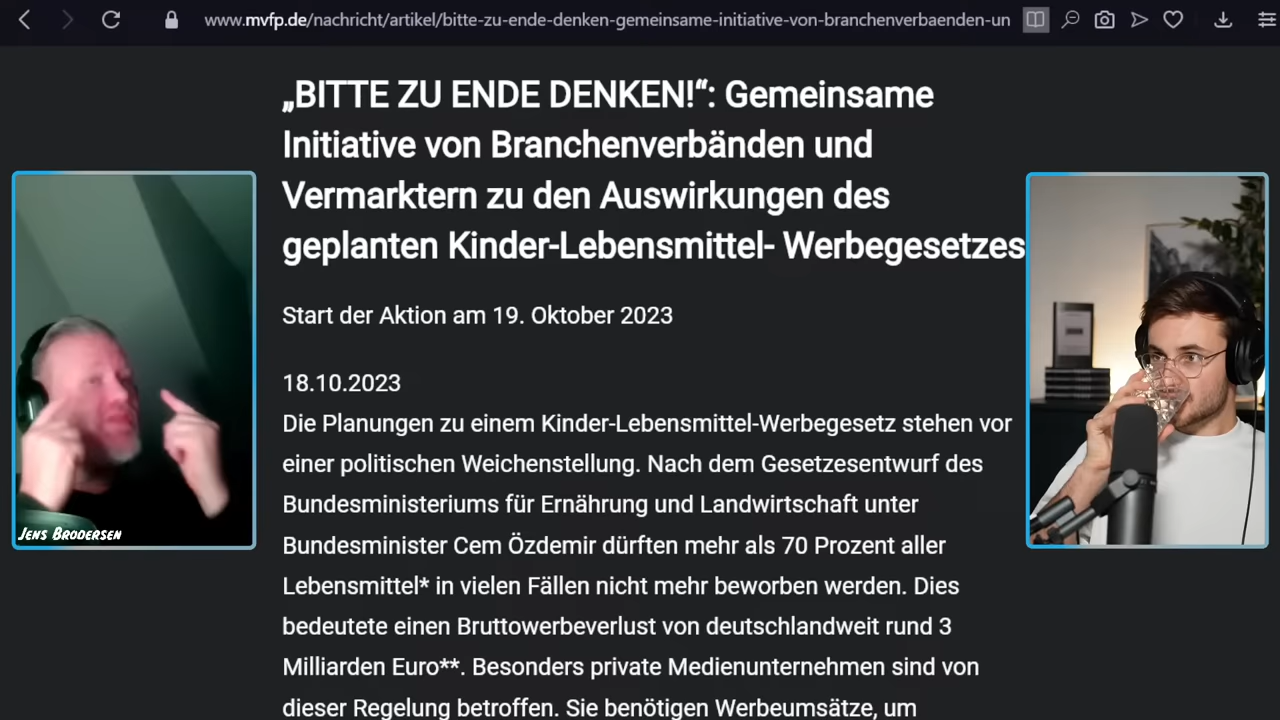 www.mvfp.de/nachricht/artikel/bitte-zu-ende-denken-gemeinsame-initiative-von-branchenverbaenden-un
„BITTE ZU ENDE DENKEN!“: Gemeinsame
Initiative von Branchenverbänden und
Vermarktern zu den Auswirkungen des
geplanten Kinder-Lebensmittel- Werbegesetzes
Start der Aktion am 19. Oktober 2023
18.10.2023
Die Planungen zu einem Kinder-Lebensmittel-Werbegesetz stehen vor
einer politischen Weichenstellung. Nach dem Gesetzesentwurf des
Bundesministeriums für Ernährung und Landwirtschaft unter
Bundesminister Cem Özdemir dürften mehr als 70 Prozent aller
Lebensmittel* in vielen Fällen nicht mehr beworben werden. Dies
bedeutete einen Bruttowerbeverlust von deutschlandweit rund 3
Milliarden Euro**. Besonders private Medienunternehmen sind von
dieser Regelung betroffen. Sie benötigen Werbeumsätze, um
Jens Brodersen